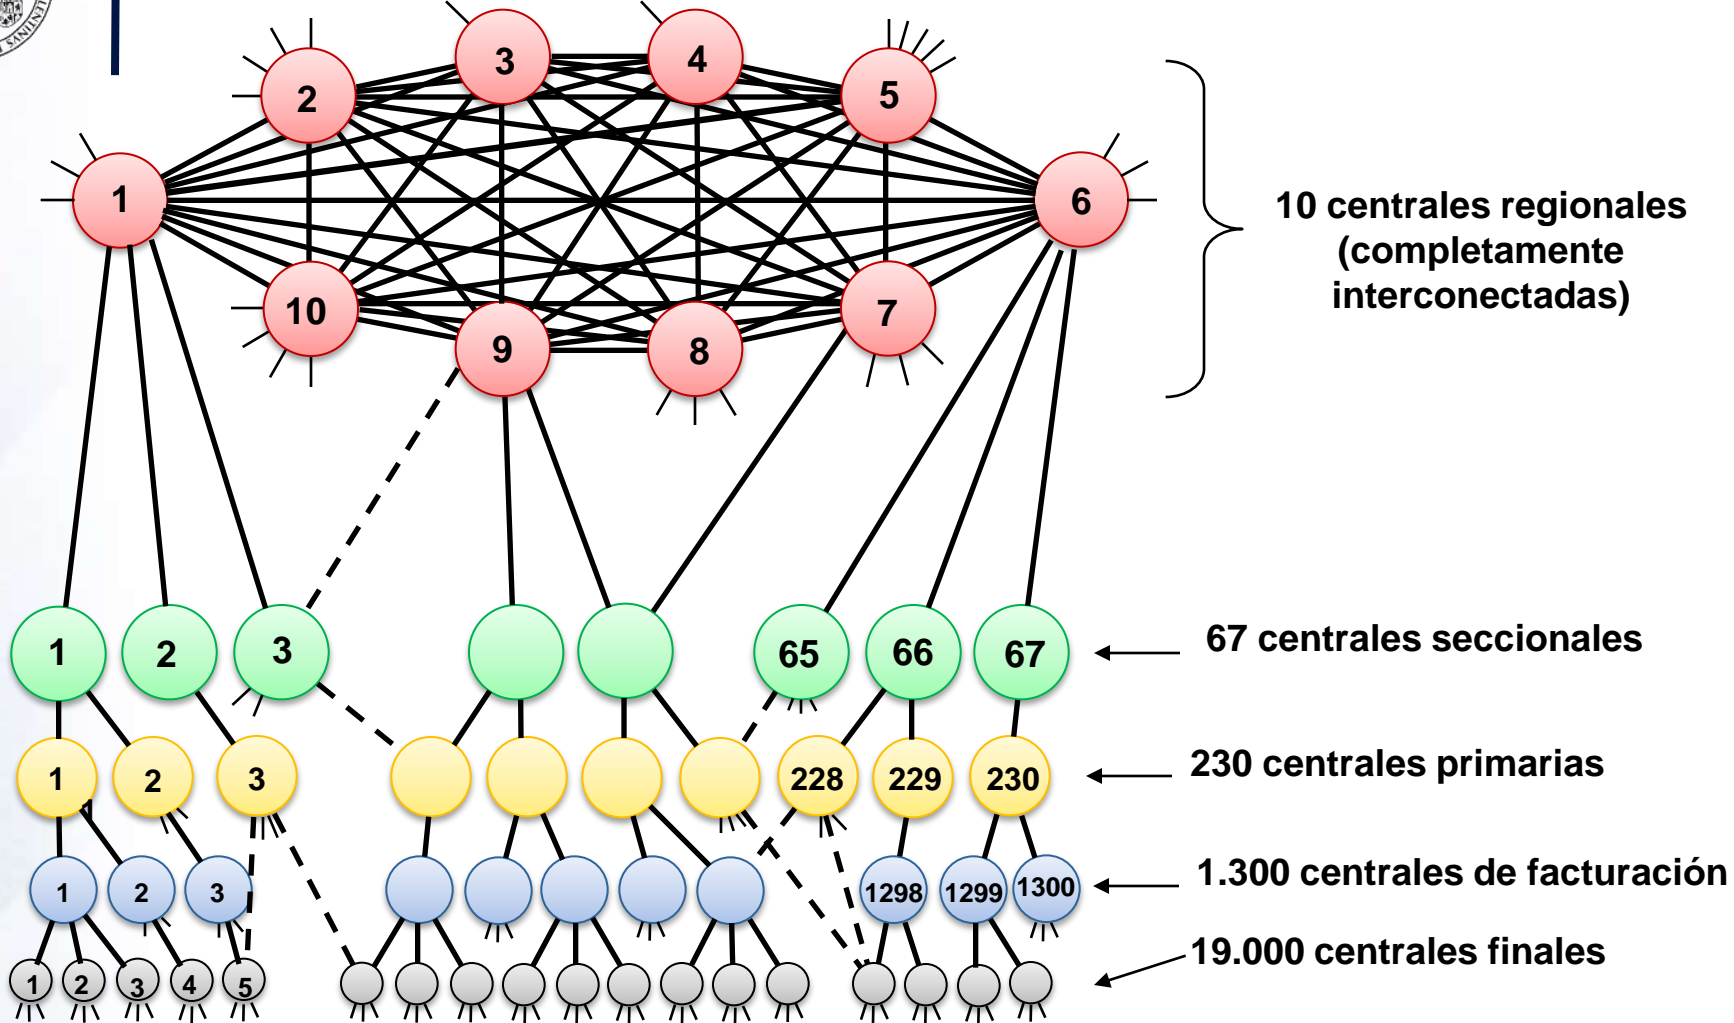 ALENTINVS
3 4
2 5
1 6
10 7
9 8
10 centrales regionales
(completamente
interconectadas)
1 2 3 65 66 67
67 centrales seccionales
1 2 3 228 229 230
230 centrales primarias
1 2 3 1298 1299 1300
1.300 centrales de facturación
1 2 3 4 5
19.000 centrales finales